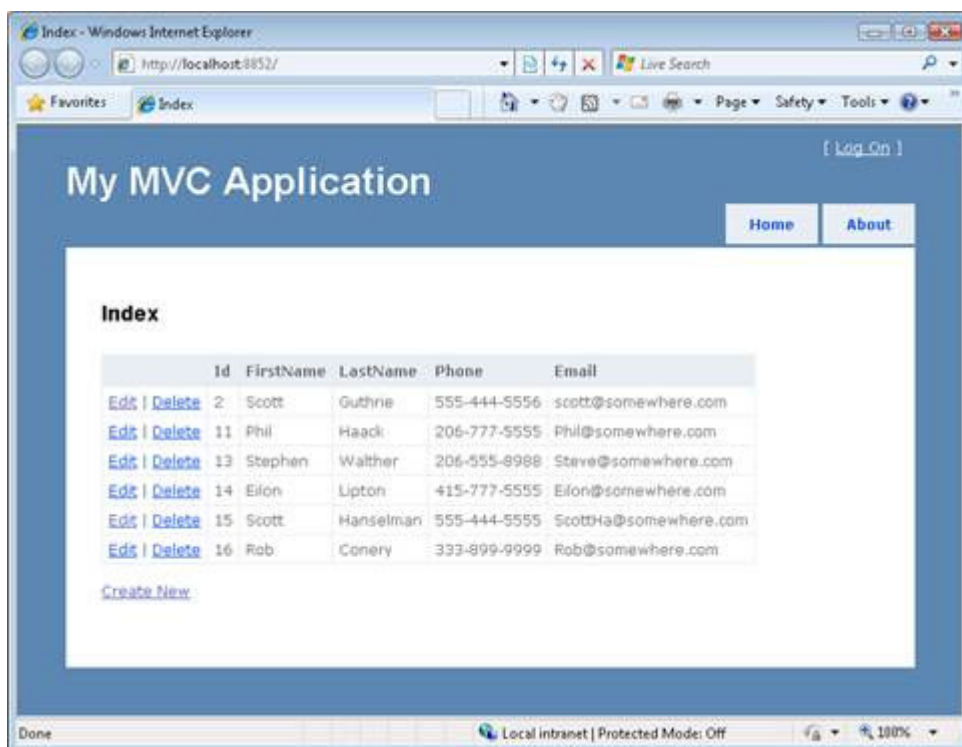 Index - Windows Internet Explorer
http://localhost:8852/
Live Search
Favorites
Index
Page
Safety
Tools
[ Log On ]
My MVC Application
Home
About
Index
Id FirstName LastName Phone Email
Edit | Delete 2 Scott Guthrie 555-444-5556 scott@somewhere.com
Edit | Delete 11 Phil Haack 206-777-5555 Phil@somewhere.com
Edit | Delete 13 Stephen Walther 206-555-8988 Steve@somewhere.com
Edit | Delete 14 Eilon Lipton 415-777-5555 Eilon@somewhere.com
Edit | Delete 15 Scott Hanselman 555-444-5555 ScottHa@somewhere.com
Edit | Delete 16 Rob Conery 333-899-9999 Rob@somewhere.com
Create New
Done
Local intranet | Protected Mode: Off
100%